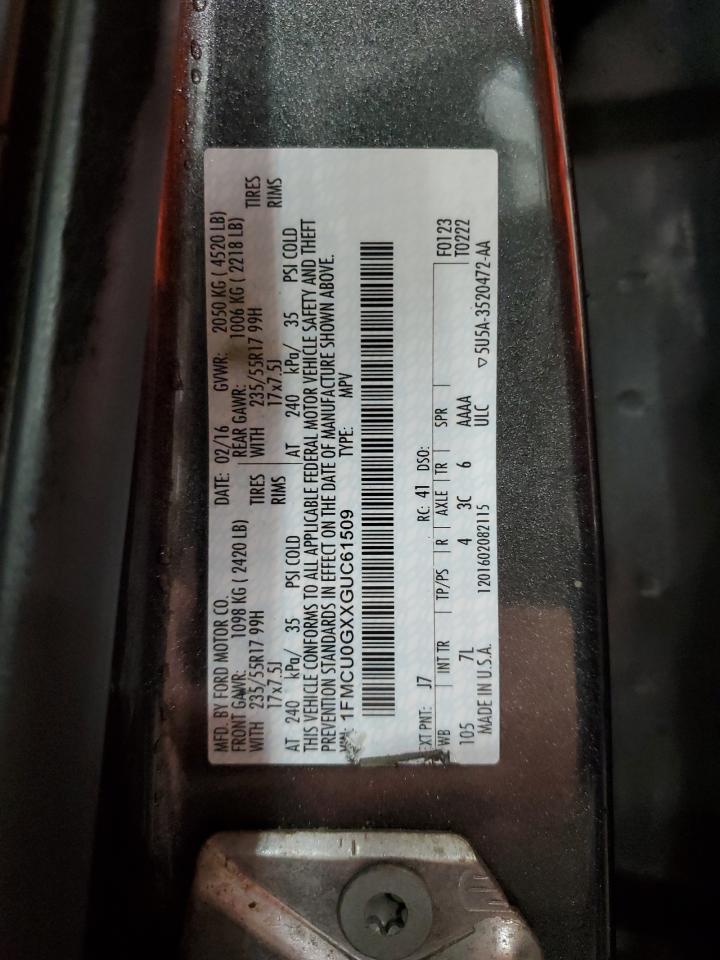 MFD. BY FORD MOTOR CO. DATE: 02/16 GVWR: 2050 KG ( 4520 LB)
FRONT GAWR: 1098 KG ( 2420 LB) REAR GAWR: 1006 KG ( 2218 LB)
WITH 235/55R17 99H TIRES WITH 235/55R17 99H TIRES
17x7.5J RIMS 17x7.5J RIMS
AT 240 kPa/ 35 PSI COLD AT 240 kPa/ 35 PSI COLD
THIS VEHICLE CONFORMS TO ALL APPLICABLE FEDERAL MOTOR VEHICLE SAFETY AND THEFT
PREVENTION STANDARDS IN EFFECT ON THE DATE OF MANUFACTURE SHOWN ABOVE.
VIN: 1FMCU0GXXGUC61509 TYPE: MPV
EXT PNT: J7 RC: 41 DSO:
WB INT TR TP/PS R AXLE TR SPR F0123
105 7L 4 3C 6 AAAA T0222
MADE IN U.S.A. 1201602082115 ULC ▽5U5A-3520472-AA